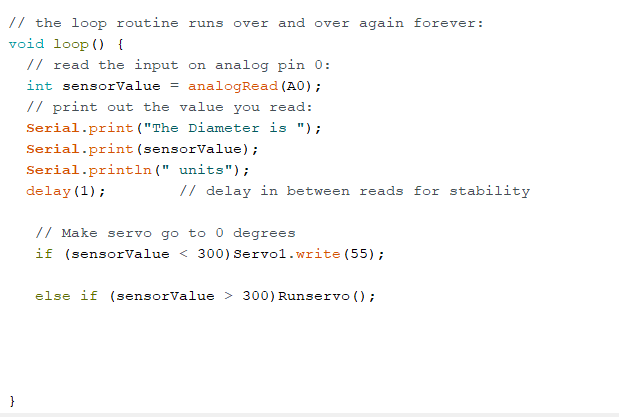 // the loop routine runs over and over again forever:
void loop() {
// read the input on analog pin 0:
int sensorValue = analogRead(A0);
// print out the value you read:
Serial.print("The Diameter is ");
Serial.print(sensorValue);
Serial.println(" units");
delay(1);        // delay in between reads for stability
// Make servo go to 0 degrees
if (sensorValue < 300)Servo1.write(55);
else if (sensorValue > 300)Runservo();
}